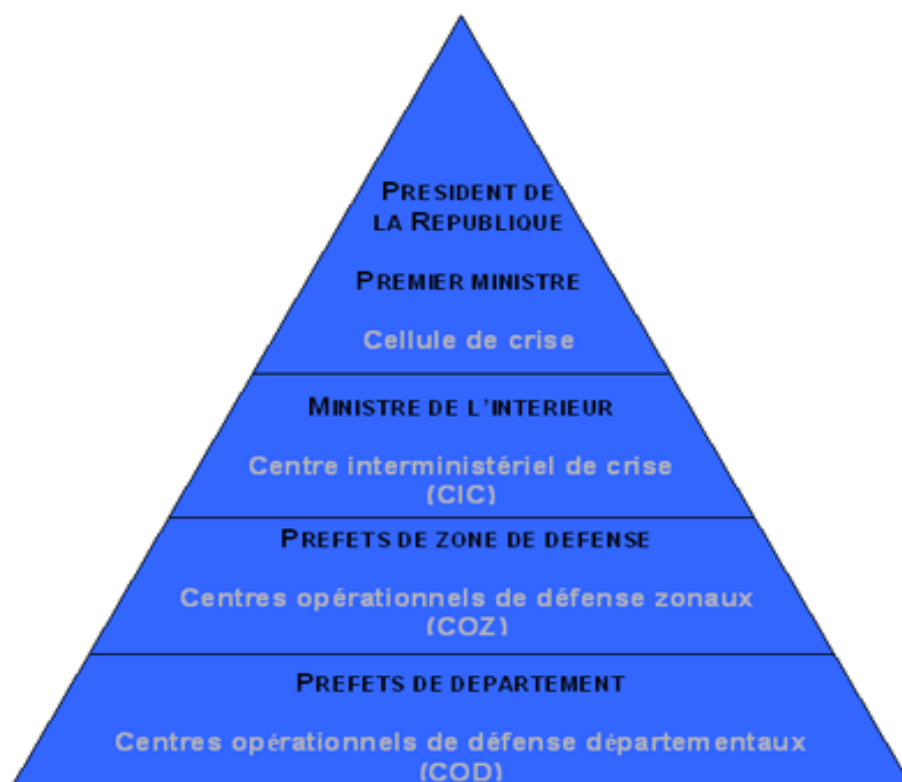 PRESIDENT DE
LA REPUBLIQUE
PREMIER MINISTRE
Cellule de crise
MINISTRE DE L'INTERIEUR
Centre interministériel de crise
(CIC)
PREFETS DE ZONE DE DEFENSE
Centres opérationnels de défense zonaux
(COZ)
PREFETS DE DEPARTEMENT
Centres opérationnels de défense départementaux
(COD)